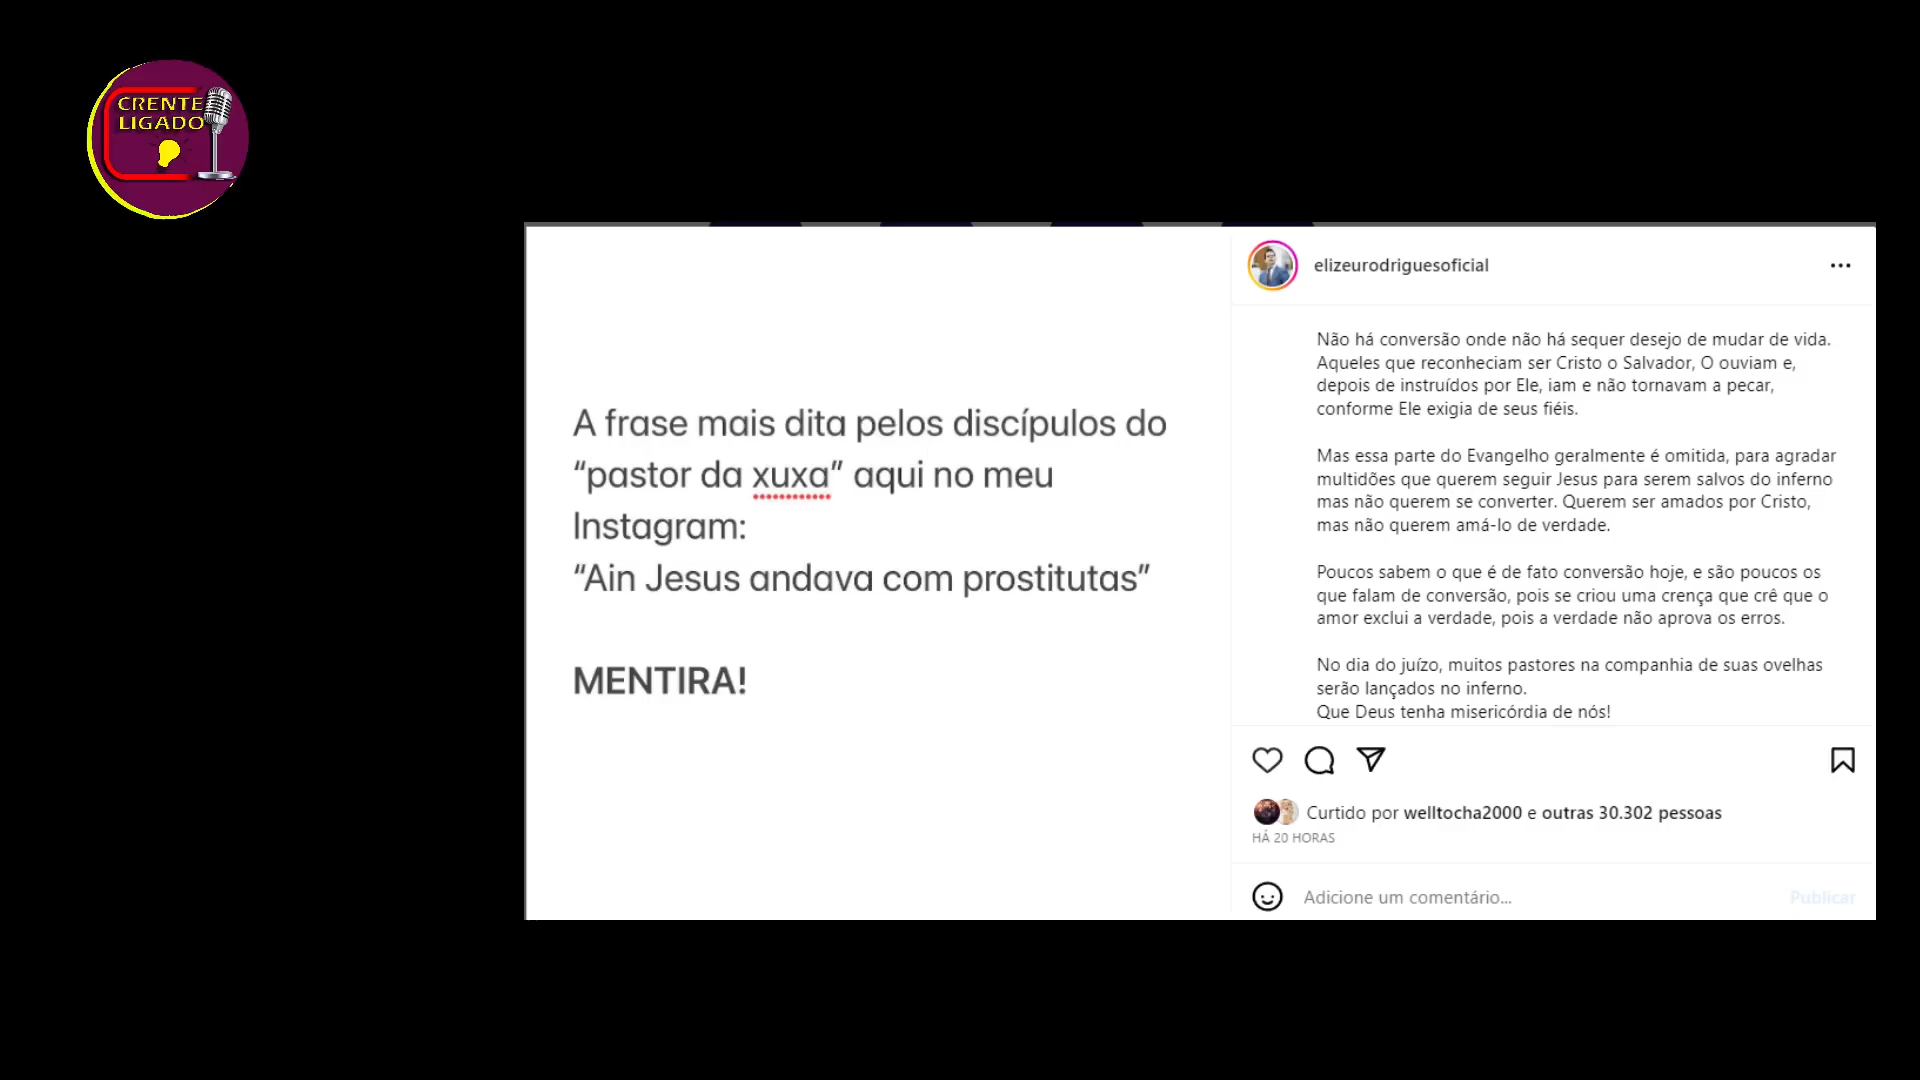 CRENTE
LIGADO
A frase mais dita pelos discípulos do
“pastor da xuxa” aqui no meu
Instagram:
“Ain Jesus andava com prostitutas”
MENTIRA!
elizeurodriguesoficial
Não há conversão onde não há sequer desejo de mudar de vida.
Aqueles que reconheciam ser Cristo o Salvador, O ouviam e,
depois de instruídos por Ele, iam e não tornavam a pecar,
conforme Ele exigia de seus fiéis.
Mas essa parte do Evangelho geralmente é omitida, para agradar
multidões que querem seguir Jesus para serem salvos do inferno
mas não querem se converter. Querem ser amados por Cristo,
mas não querem amá-lo de verdade.
Poucos sabem o que é de fato conversão hoje, e são poucos os
que falam de conversão, pois se criou uma crença que crê que o
amor exclui a verdade, pois a verdade não aprova os erros.
No dia do juízo, muitos pastores na companhia de suas ovelhas
serão lançados no inferno.
Que Deus tenha misericórdia de nós!
Curtido por welltocha2000 e outras 30.302 pessoas
HÁ 20 HORAS
Adicione um comentário... Publicar